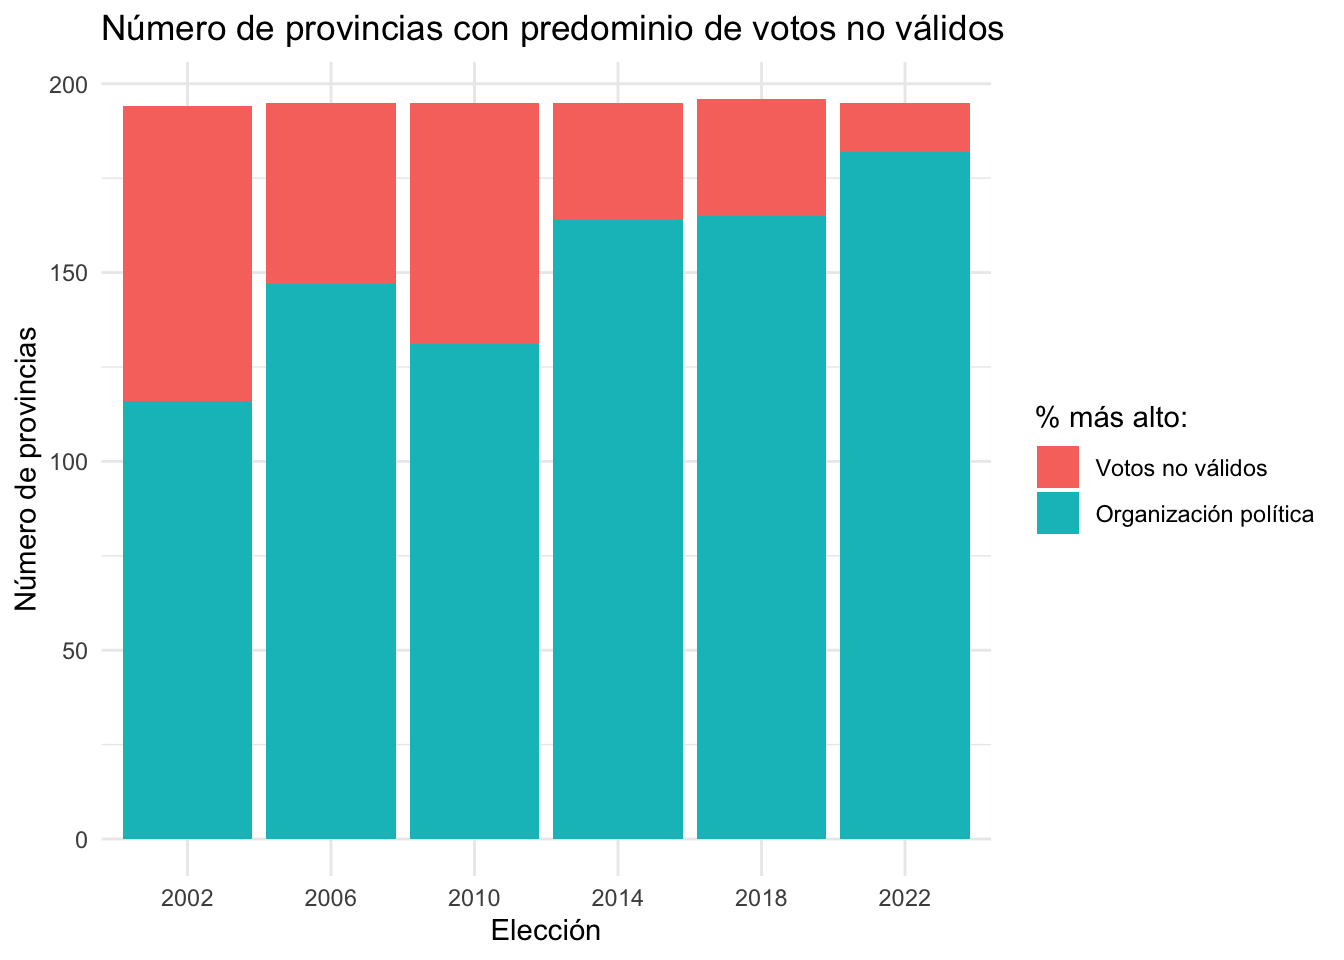 Número de provincias con predominio de votos no válidos
Número de provincias
200
150
100
50
0
2002 2006 2010 2014 2018 2022
Elección
% más alto:
Votos no válidos
Organización política